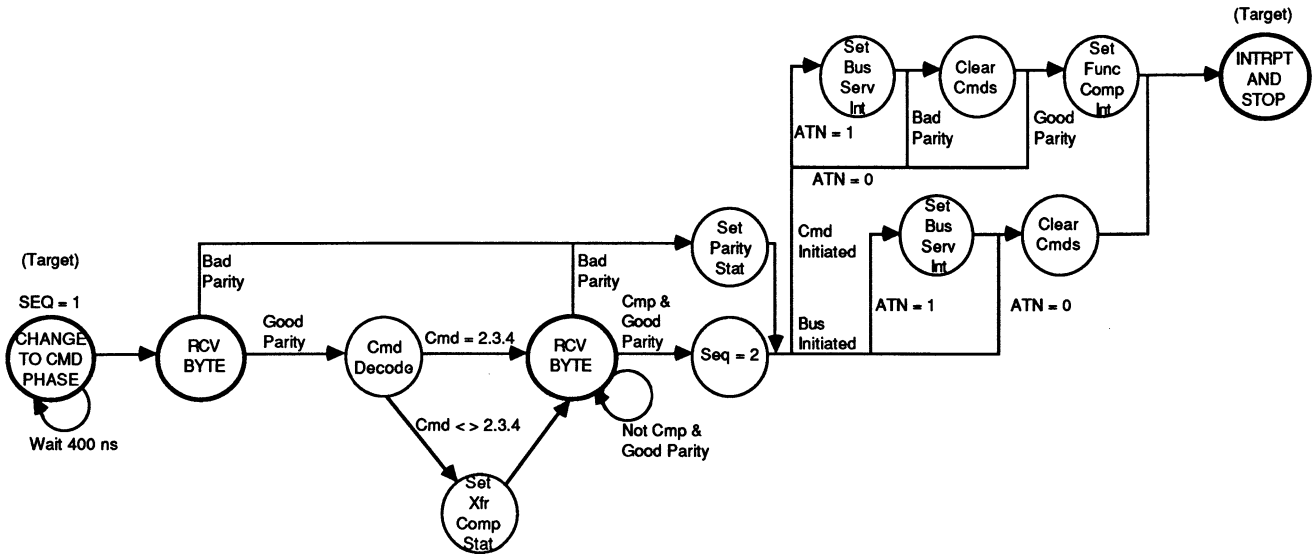 (Target)
Set
Bus
Serv
Int
Clear
Cmds
Set
Func
Comp
Int
INTRPT
AND
STOP
ATN = 1
Bad
Parity
Good
Parity
ATN = 0
Set
Parity
Stat
Cmd
Initiated
Set
Bus
Serv
Int
Clear
Cmds
(Target)
SEQ = 1
Bad
Parity
Bad
Parity
ATN = 1
ATN = 0
CHANGE
TO CMD
PHASE
RCV
BYTE
Good
Parity
Cmd
Decode
Cmd = 2.3.4
RCV
BYTE
Cmp &
Good
Parity
Seq = 2
Bus
Initiated
Wait 400 ns
Cmd < > 2.3.4
Not Cmp &
Good Parity
Set
Xfr
Comp
Stat